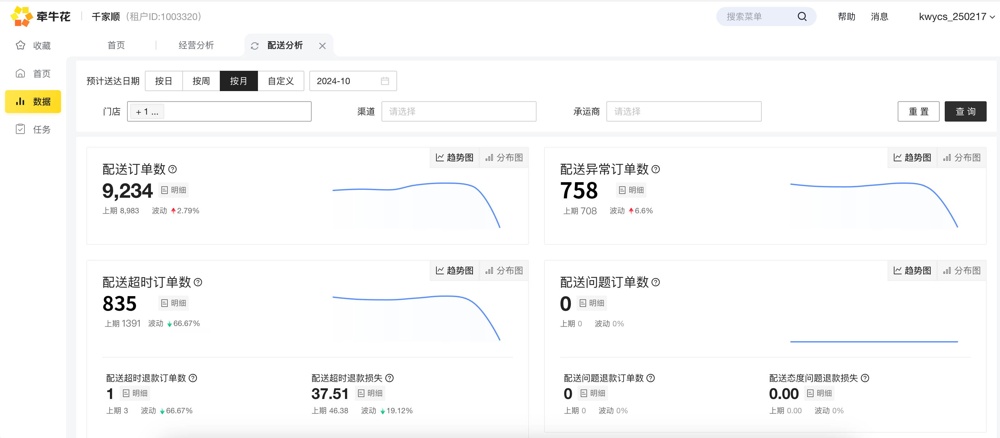 牵牛花 千家顺（租户ID:1003320） 搜索菜单 帮助 消息 kwycs_250217
收藏 首页 经营分析 配送分析
首页
数据
任务
预计送达日期 按日 按周 按月 自定义 2024-10
门店 + 1 ... 渠道 请选择 承运商 请选择 重 置 查 询
趋势图 分布图
配送订单数
9,234 明细
上期 8,983 波动 2.79%
趋势图 分布图
配送异常订单数
758 明细
上期 708 波动 6.6%
趋势图 分布图
配送超时订单数
835 明细
上期 1391 波动 66.67%
配送超时退款订单数
1 明细
上期 3 波动 66.67%
配送超时退款损失
37.51 明细
上期 46.38 波动 19.12%
趋势图 分布图
配送问题订单数
0 明细
上期 0 波动 0%
配送问题退款订单数
0 明细
上期 0 波动 0%
配送态度问题退款损失
0.00 明细
上期 0.00 波动 0%